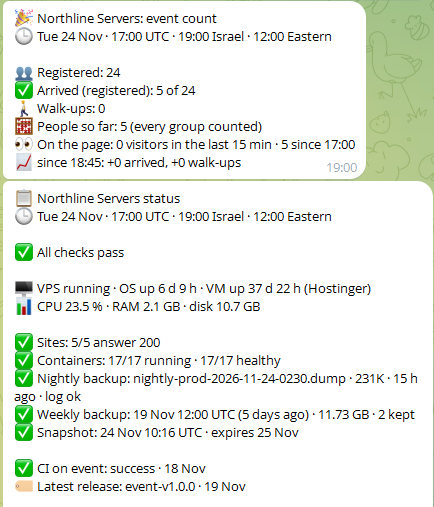 🎉 Northline Servers: event count
🕒 Tue 24 Nov · 17:00 UTC · 19:00 Israel · 12:00 Eastern
👥 Registered: 24
✅ Arrived (registered): 5 of 24
🚶 Walk-ups: 0
🧮 People so far: 5 (every group counted)
👀 On the page: 0 visitors in the last 15 min · 5 since 17:00
📈 since 18:45: +0 arrived, +0 walk-ups
19:00
📋 Northline Servers status
🕒 Tue 24 Nov · 17:00 UTC · 19:00 Israel · 12:00 Eastern
✅ All checks pass
🖥️ VPS running · OS up 6 d 9 h · VM up 37 d 22 h (Hostinger)
📊 CPU 23.5 % · RAM 2.1 GB · disk 10.7 GB
✅ Sites: 5/5 answer 200
✅ Containers: 17/17 running · 17/17 healthy
✅ Nightly backup: nightly-prod-2026-11-24-0230.dump · 231K · 15 h
ago · log ok
✅ Weekly backup: 19 Nov 12:00 UTC (5 days ago) · 11.73 GB · 2 kept
✅ Snapshot: 24 Nov 10:16 UTC · expires 25 Nov
✅ CI on event: success · 18 Nov
🏷️ Latest release: event-v1.0.0 · 19 Nov